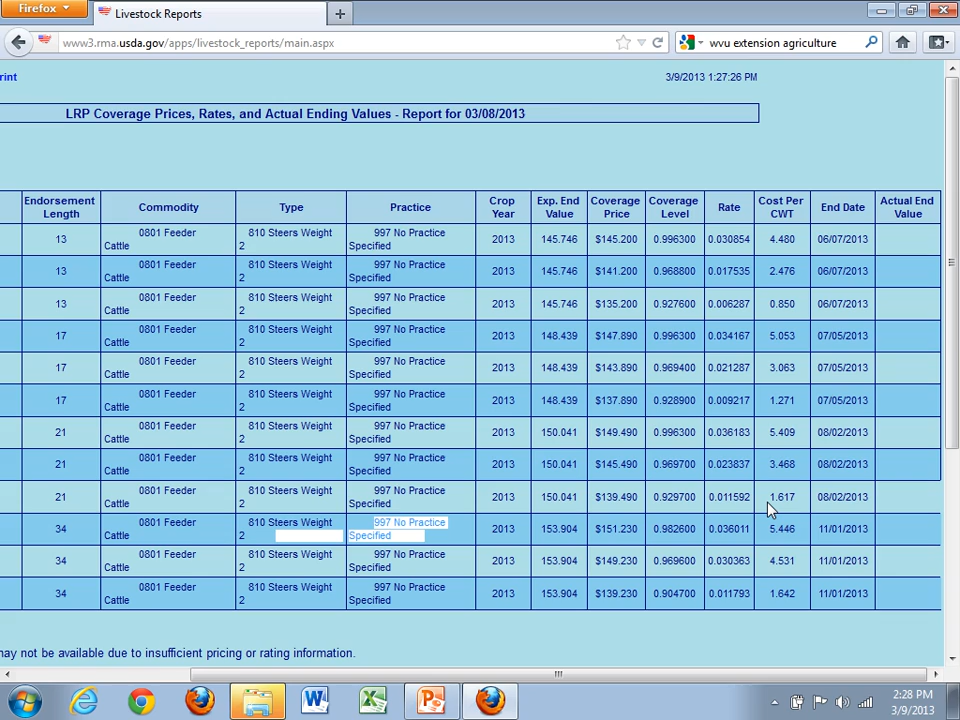 Firefox
Livestock Reports
www3.rma.usda.gov/apps/livestock_reports/main.aspx
wvu extension agriculture
rint
3/9/2013 1:27:26 PM
LRP Coverage Prices, Rates, and Actual Ending Values - Report for 03/08/2013
Endorsement Length Commodity Type Practice Crop Year Exp. End Value Coverage Price Coverage Level Rate Cost Per CWT End Date Actual End Value
13 0801 Feeder Cattle 810 Steers Weight 2 997 No Practice Specified 2013 145.746 $145.200 0.996300 0.030854 4.480 06/07/2013
13 0801 Feeder Cattle 810 Steers Weight 2 997 No Practice Specified 2013 145.746 $141.200 0.968800 0.017535 2.476 06/07/2013
13 0801 Feeder Cattle 810 Steers Weight 2 997 No Practice Specified 2013 145.746 $135.200 0.927600 0.006287 0.850 06/07/2013
17 0801 Feeder Cattle 810 Steers Weight 2 997 No Practice Specified 2013 148.439 $147.890 0.996300 0.034167 5.053 07/05/2013
17 0801 Feeder Cattle 810 Steers Weight 2 997 No Practice Specified 2013 148.439 $143.890 0.969400 0.021287 3.063 07/05/2013
17 0801 Feeder Cattle 810 Steers Weight 2 997 No Practice Specified 2013 148.439 $137.890 0.928900 0.009217 1.271 07/05/2013
21 0801 Feeder Cattle 810 Steers Weight 2 997 No Practice Specified 2013 150.041 $149.490 0.996300 0.036183 5.409 08/02/2013
21 0801 Feeder Cattle 810 Steers Weight 2 997 No Practice Specified 2013 150.041 $145.490 0.969700 0.023837 3.468 08/02/2013
21 0801 Feeder Cattle 810 Steers Weight 2 997 No Practice Specified 2013 150.041 $139.490 0.929700 0.011592 1.617 08/02/2013
34 0801 Feeder Cattle 810 Steers Weight 2 997 No Practice Specified 2013 153.904 $151.230 0.982600 0.036011 5.446 11/01/2013
34 0801 Feeder Cattle 810 Steers Weight 2 997 No Practice Specified 2013 153.904 $149.230 0.969600 0.030363 4.531 11/01/2013
34 0801 Feeder Cattle 810 Steers Weight 2 997 No Practice Specified 2013 153.904 $139.230 0.904700 0.011793 1.642 11/01/2013
may not be available due to insufficient pricing or rating information.
2:28 PM
3/9/2013